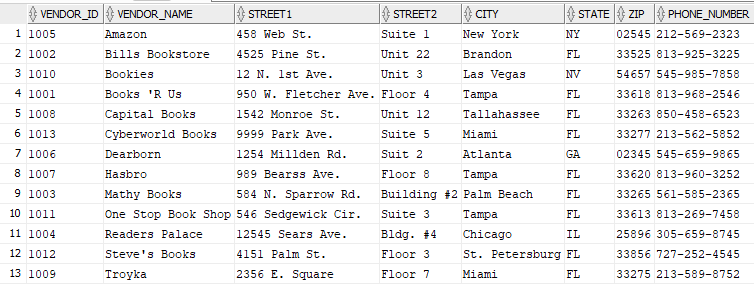 VENDOR_ID VENDOR_NAME STREET1 STREET2 CITY STATE ZIP PHONE_NUMBER
1 1005 Amazon 458 Web St. Suite 1 New York NY 02545 212-569-2323
2 1002 Bills Bookstore 4525 Pine St. Unit 22 Brandon FL 33525 813-925-3225
3 1010 Bookies 12 N. 1st Ave. Unit 3 Las Vegas NV 54657 545-985-7858
4 1001 Books 'R Us 950 W. Fletcher Ave. Floor 4 Tampa FL 33618 813-968-2546
5 1008 Capital Books 1542 Monroe St. Unit 12 Tallahassee FL 33263 850-458-6523
6 1013 Cyberworld Books 9999 Park Ave. Suite 5 Miami FL 33277 213-562-5852
7 1006 Dearborn 1254 Millden Rd. Suit 2 Atlanta GA 02345 545-659-9865
8 1007 Hasbro 989 Bearss Ave. Floor 8 Tampa FL 33620 813-960-3252
9 1003 Mathy Books 584 N. Sparrow Rd. Building #2 Palm Beach FL 33265 561-585-2365
10 1011 One Stop Book Shop 546 Sedgewick Cir. Suite 3 Tampa FL 33613 813-269-7458
11 1004 Readers Palace 12545 Sears Ave. Bldg. #4 Chicago IL 25896 305-659-8745
12 1012 Steve's Books 4151 Palm St. Floor 3 St. Petersburg FL 33856 727-252-4545
13 1009 Troyka 2356 E. Square Floor 7 Miami FL 33275 213-589-8752